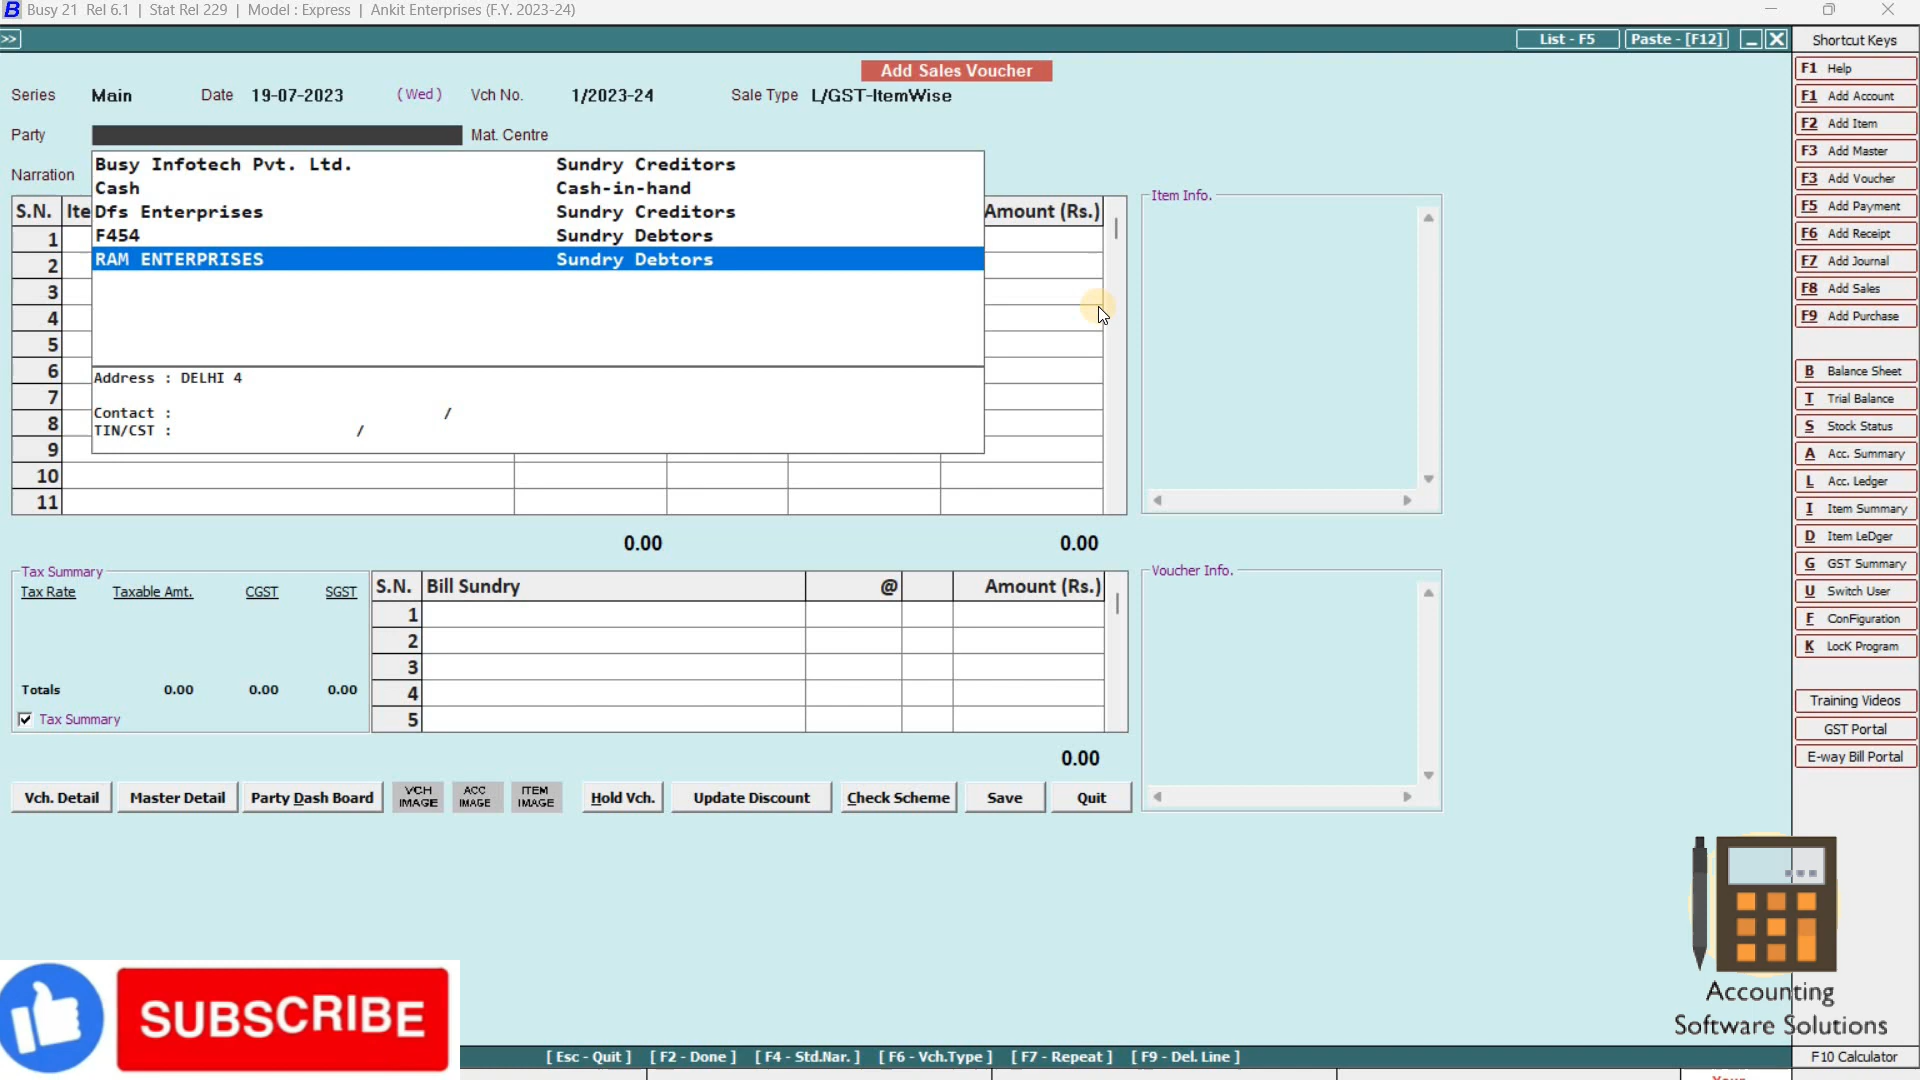 Busy 21 Rel 6.1 | Stat Rel 229 | Model : Express | Ankit Enterprises (F.Y. 2023-24)
>> List - F5 Paste - [F12] Shortcut Keys
Add Sales Voucher
Series Main Date 19-07-2023 (Wed) Vch No. 1/2023-24 Sale Type L/GST-ItemWise
Party Mat. Centre
Narration
Busy Infotech Pvt. Ltd. Sundry Creditors
Cash Cash-in-hand
Dfs Enterprises Sundry Creditors
F454 Sundry Debtors
RAM ENTERPRISES Sundry Debtors
Address : DELHI 4
Contact : /
TIN/CST : /
S.N. Ite Amount (Rs.)
1
2
3
4
5
6
7
8
9
10
11
0.00 0.00
Item Info.
Tax Summary
Tax Rate Taxable Amt. CGST SGST
Totals 0.00 0.00 0.00
Tax Summary
S.N. Bill Sundry @ Amount (Rs.)
1
2
3
4
5
0.00
Voucher Info.
Vch. Detail Master Detail Party Dash Board VCH IMAGE ACC IMAGE ITEM IMAGE Hold Vch. Update Discount Check Scheme Save Quit
F1 Help
F1 Add Account
F2 Add Item
F3 Add Master
F3 Add Voucher
F5 Add Payment
F6 Add Receipt
F7 Add Journal
F8 Add Sales
F9 Add Purchase
B Balance Sheet
T Trial Balance
S Stock Status
A Acc. Summary
L Acc. Ledger
I Item Summary
D Item LeDger
G GST Summary
U Switch User
F ConFiguration
K LocK Program
Training Videos
GST Portal
E-way Bill Portal
Accounting
Software Solutions
SUBSCRIBE
[ Esc - Quit ] [ F2 - Done ] [ F4 - Std.Nar. ] [ F6 - Vch.Type ] [ F7 - Repeat ] [ F9 - Del. Line ]
F10 Calculator